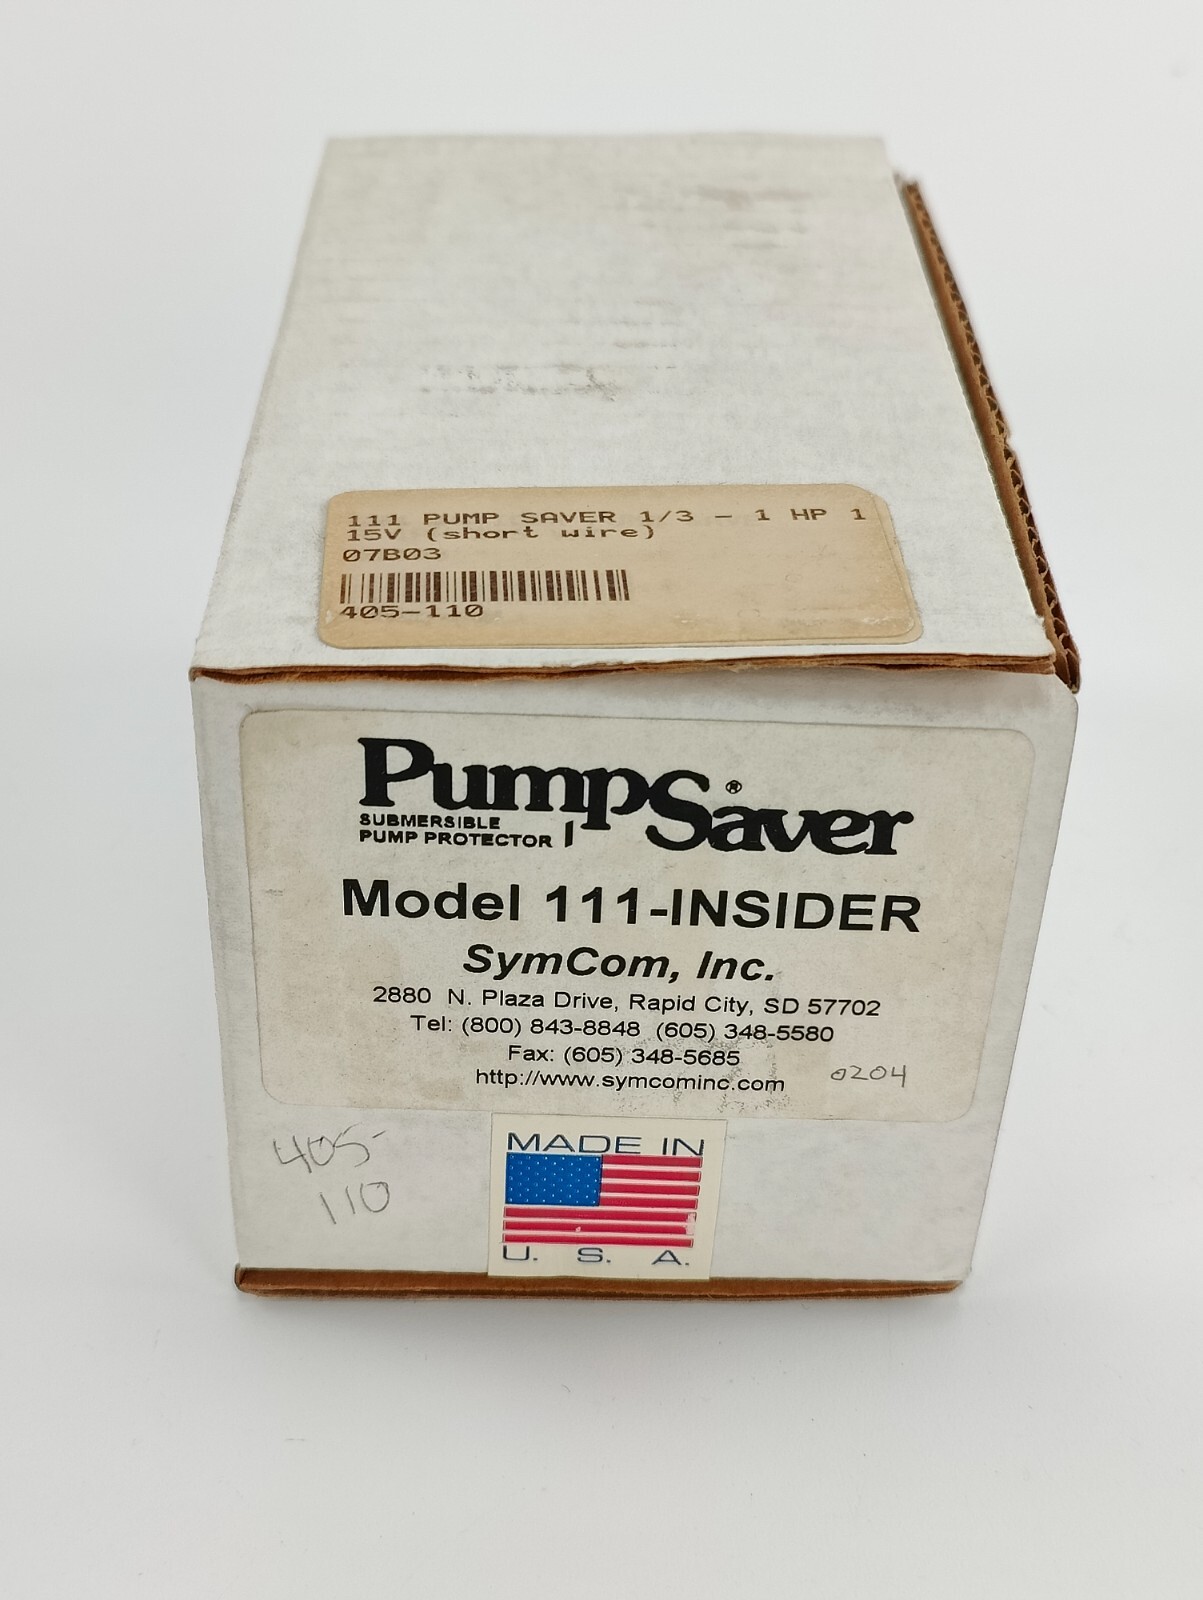 111 PUMP SAVER 1/3 - 1 HP 1
15V (short wire)
07B03
405-110
PumpSaver®
SUBMERSIBLE
PUMP PROTECTOR
Model 111-INSIDER
SymCom, Inc.
2880 N. Plaza Drive, Rapid City, SD 57702
Tel: (800) 843-8848 (605) 348-5580
Fax: (605) 348-5685
http://www.symcominc.com
0204
405-
110
MADE IN
U. S. A.